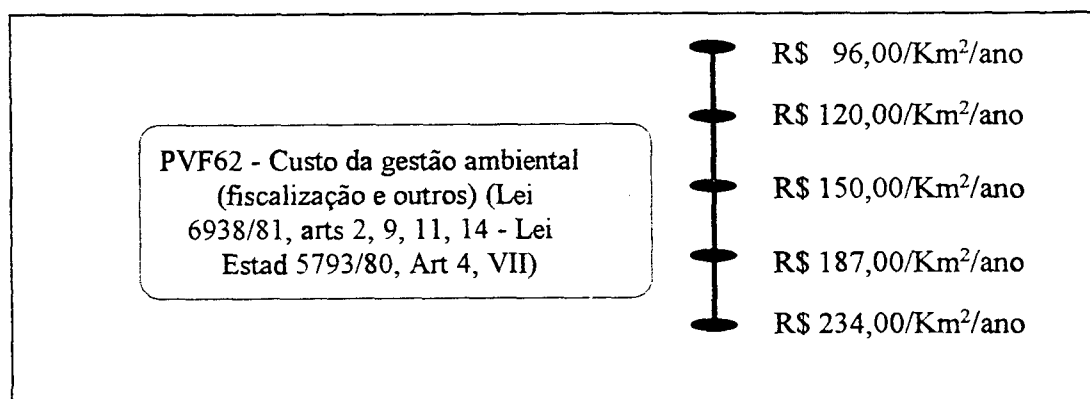 R$ 96,00/Km²/ano
R$ 120,00/Km²/ano
PVF62 - Custo da gestão ambiental
(fiscalização e outros) (Lei
6938/81, arts 2, 9, 11, 14 - Lei
Estad 5793/80, Art 4, VII)
R$ 150,00/Km²/ano
R$ 187,00/Km²/ano
R$ 234,00/Km²/ano